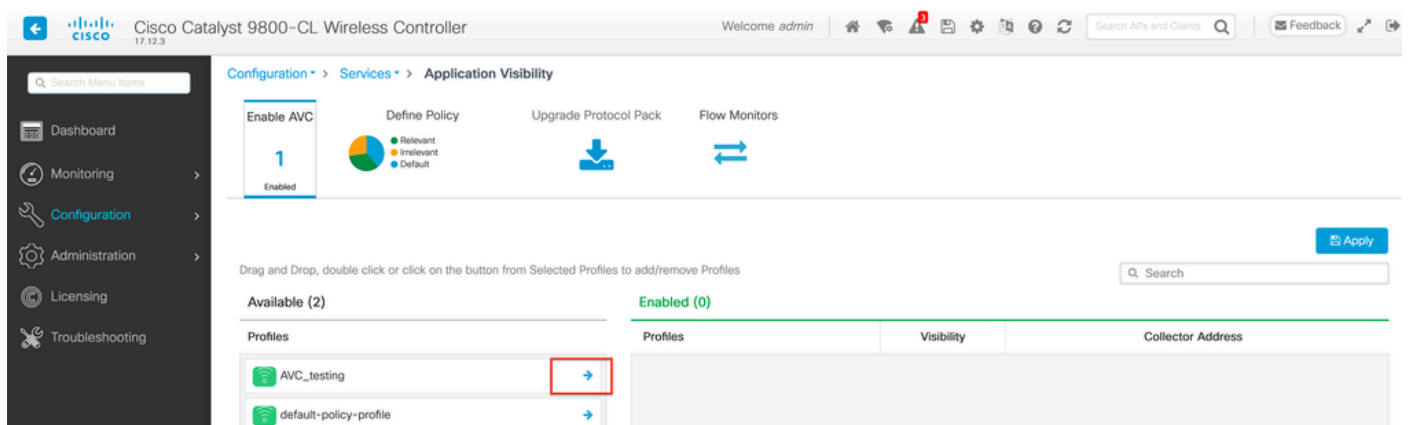 CISCO
Cisco Catalyst 9800-CL Wireless Controller
17.12.3
Welcome admin
3
Search APs and Clients
Feedback
Search Menu Items
Dashboard
Monitoring
Configuration
Administration
Licensing
Troubleshooting
Configuration > Services > Application Visibility
Enable AVC
1
Enabled
Define Policy
Relevant
Irrelevant
Default
Upgrade Protocol Pack
Flow Monitors
Apply
Drag and Drop, double click or click on the button from Selected Profiles to add/remove Profiles
Search
Available (2)
Enabled (0)
Profiles
Profiles Visibility Collector Address
AVC_testing
default-policy-profile